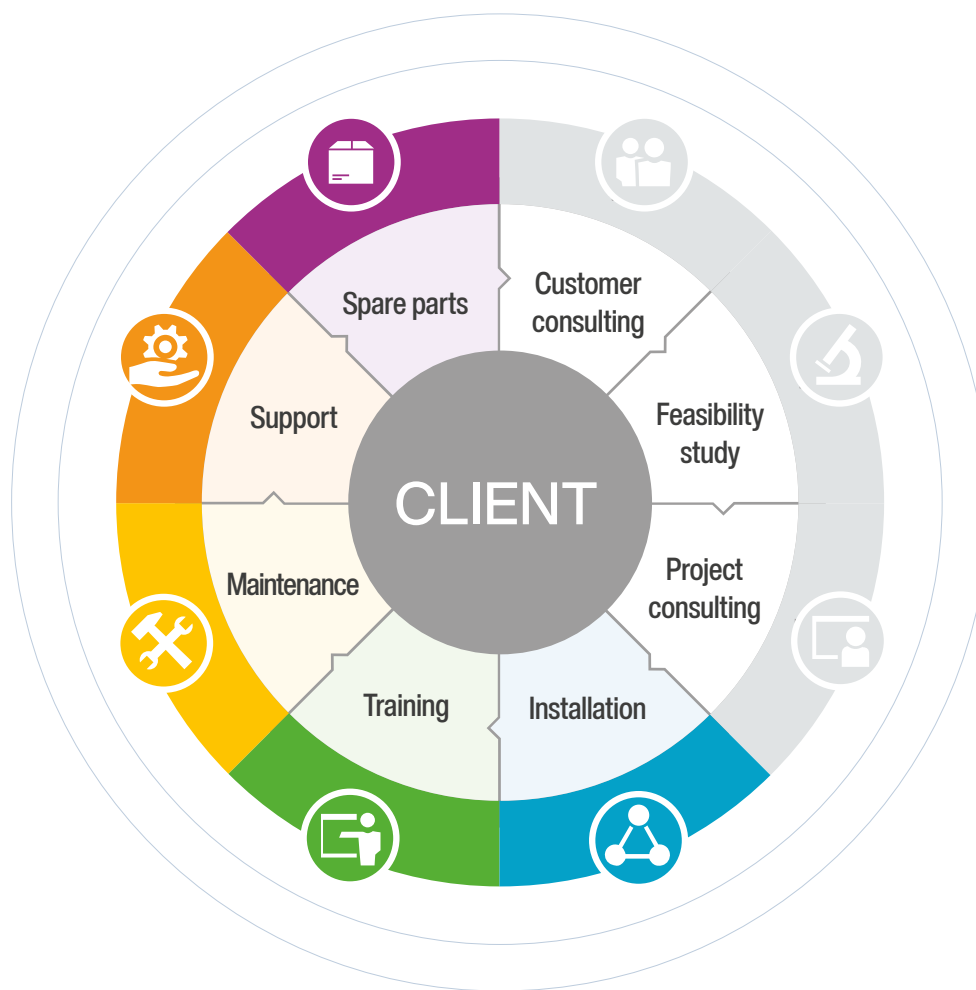 Spare parts
Customer
consulting
Support
Feasibility
study
CLIENT
Maintenance
Project
consulting
Training
Installation